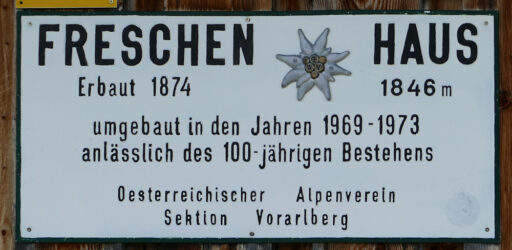 FRESCHEN HAUS
Erbaut 1874 1846 m
umgebaut in den Jahren 1969-1973
anlässlich des 100-jährigen Bestehens
Oesterreichischer Alpenverein
Sektion Vorarlberg